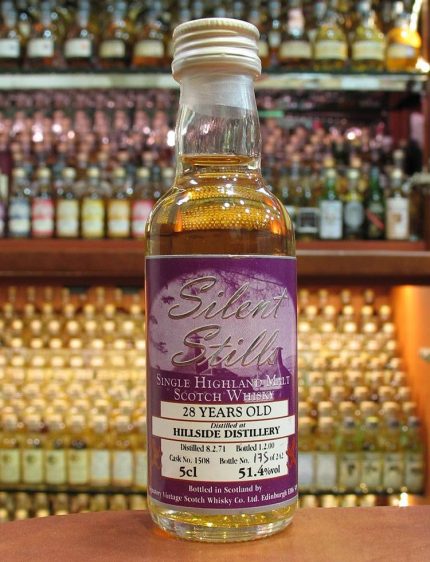 Silent
Stills
SINGLE HIGHLAND MALT
SCOTCH WHISKY
28 YEARS OLD
Distilled at
HILLSIDE DISTILLERY
Distilled 8.2.71 Bottled 1.2.00
Cask No. 1508 Bottle No. 175 of 242
5cl 51.4%vol
Bottled in Scotland by
Vintage Scotch Whisky Co. Ltd. Edinburgh